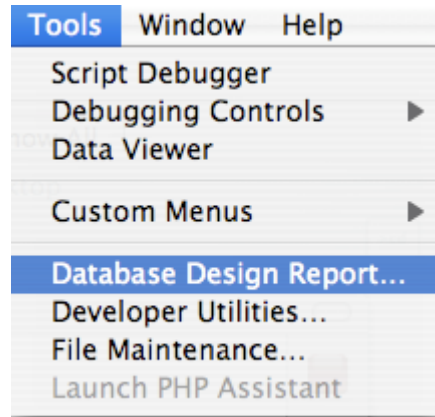 Tools Window Help
Script Debugger
Debugging Controls
Data Viewer
Custom Menus
Database Design Report...
Developer Utilities...
File Maintenance...
Launch PHP Assistant